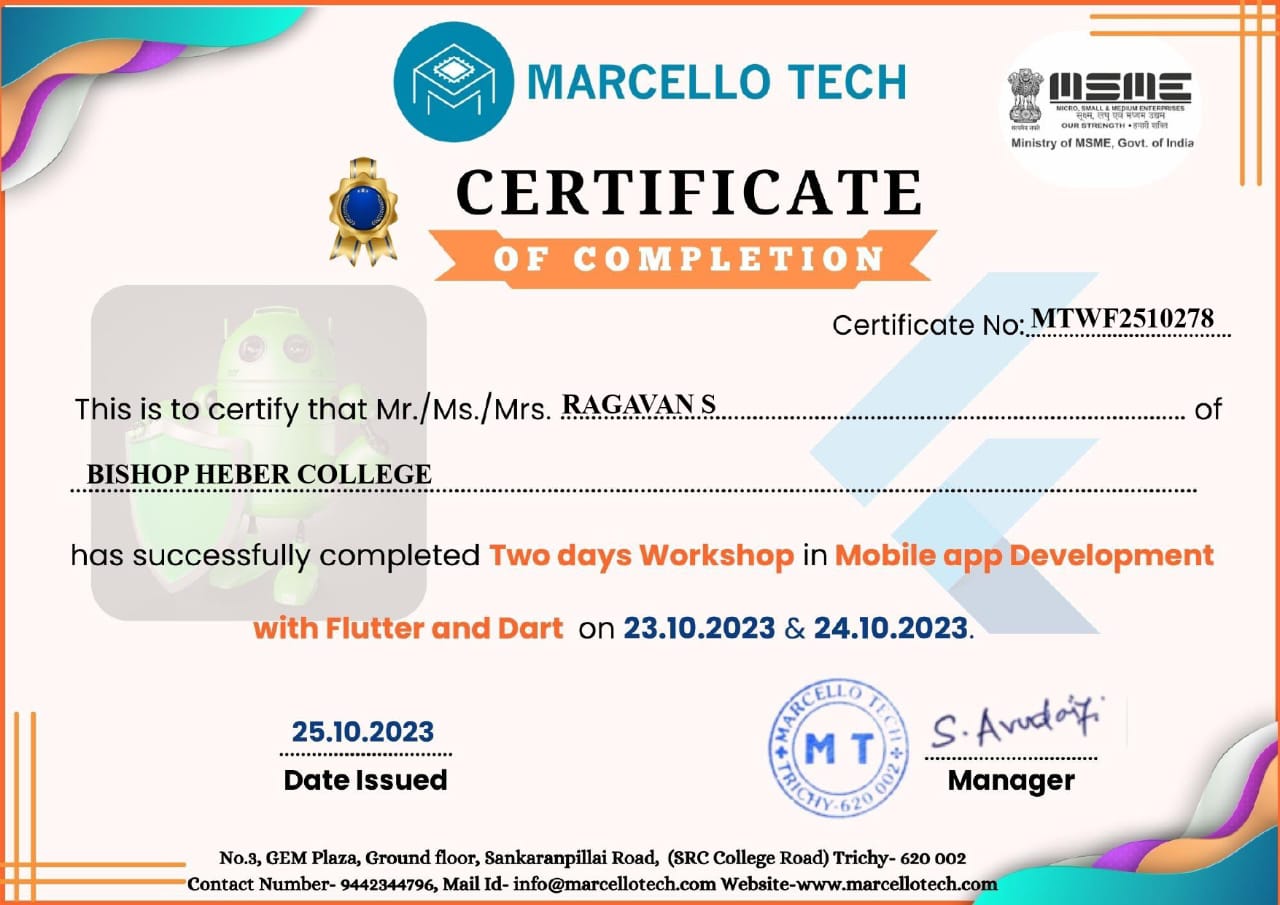 MARCELLO TECH
MSME
MICRO, SMALL & MEDIUM ENTERPRISES
सूक्ष्म, लघु एवं मध्यम उद्यम
OUR STRENGTH • हमारी शक्ति
सत्यमेव जयते
Ministry of MSME, Govt. of India
CERTIFICATE
OF COMPLETION
Certificate No: MTWF2510278
This is to certify that Mr./Ms./Mrs. RAGAVAN S of
BISHOP HEBER COLLEGE
has successfully completed Two days Workshop in Mobile app Development
with Flutter and Dart on 23.10.2023 & 24.10.2023.
25.10.2023
Date Issued
MARCELLO TECH
MT
TRICHY-620 002
S. Avudaiji
Manager
No.3, GEM Plaza, Ground floor, Sankaranpillai Road, (SRC College Road) Trichy- 620 002
Contact Number- 9442344796, Mail Id- info@marcellotech.com Website-www.marcellotech.com